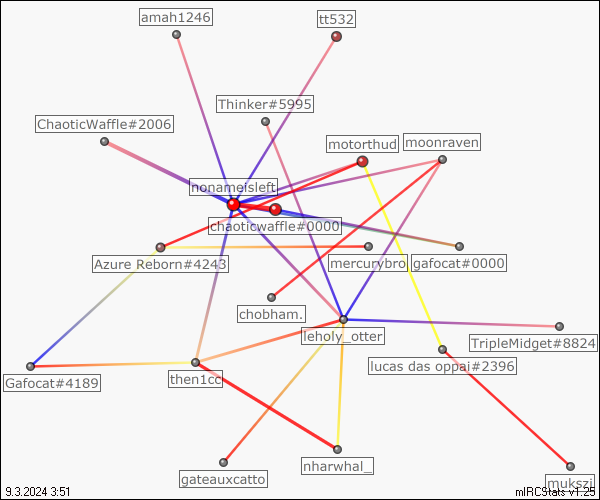 amah1246
tt532
Thinker#5995
ChaoticWaffle#2006
motorthud
moonraven
nonameisleft
chaoticwaffle#0000
Azure Reborn#4243
mercurybro
gafocat#0000
chobham.
leholy_otter
TripleMidget#8824
lucas das oppai#2396
Gafocat#4189
then1cc
gateauxcatto
nharwhal_
mukszi
9.3.2024 3:51
mIRCStats v1.25